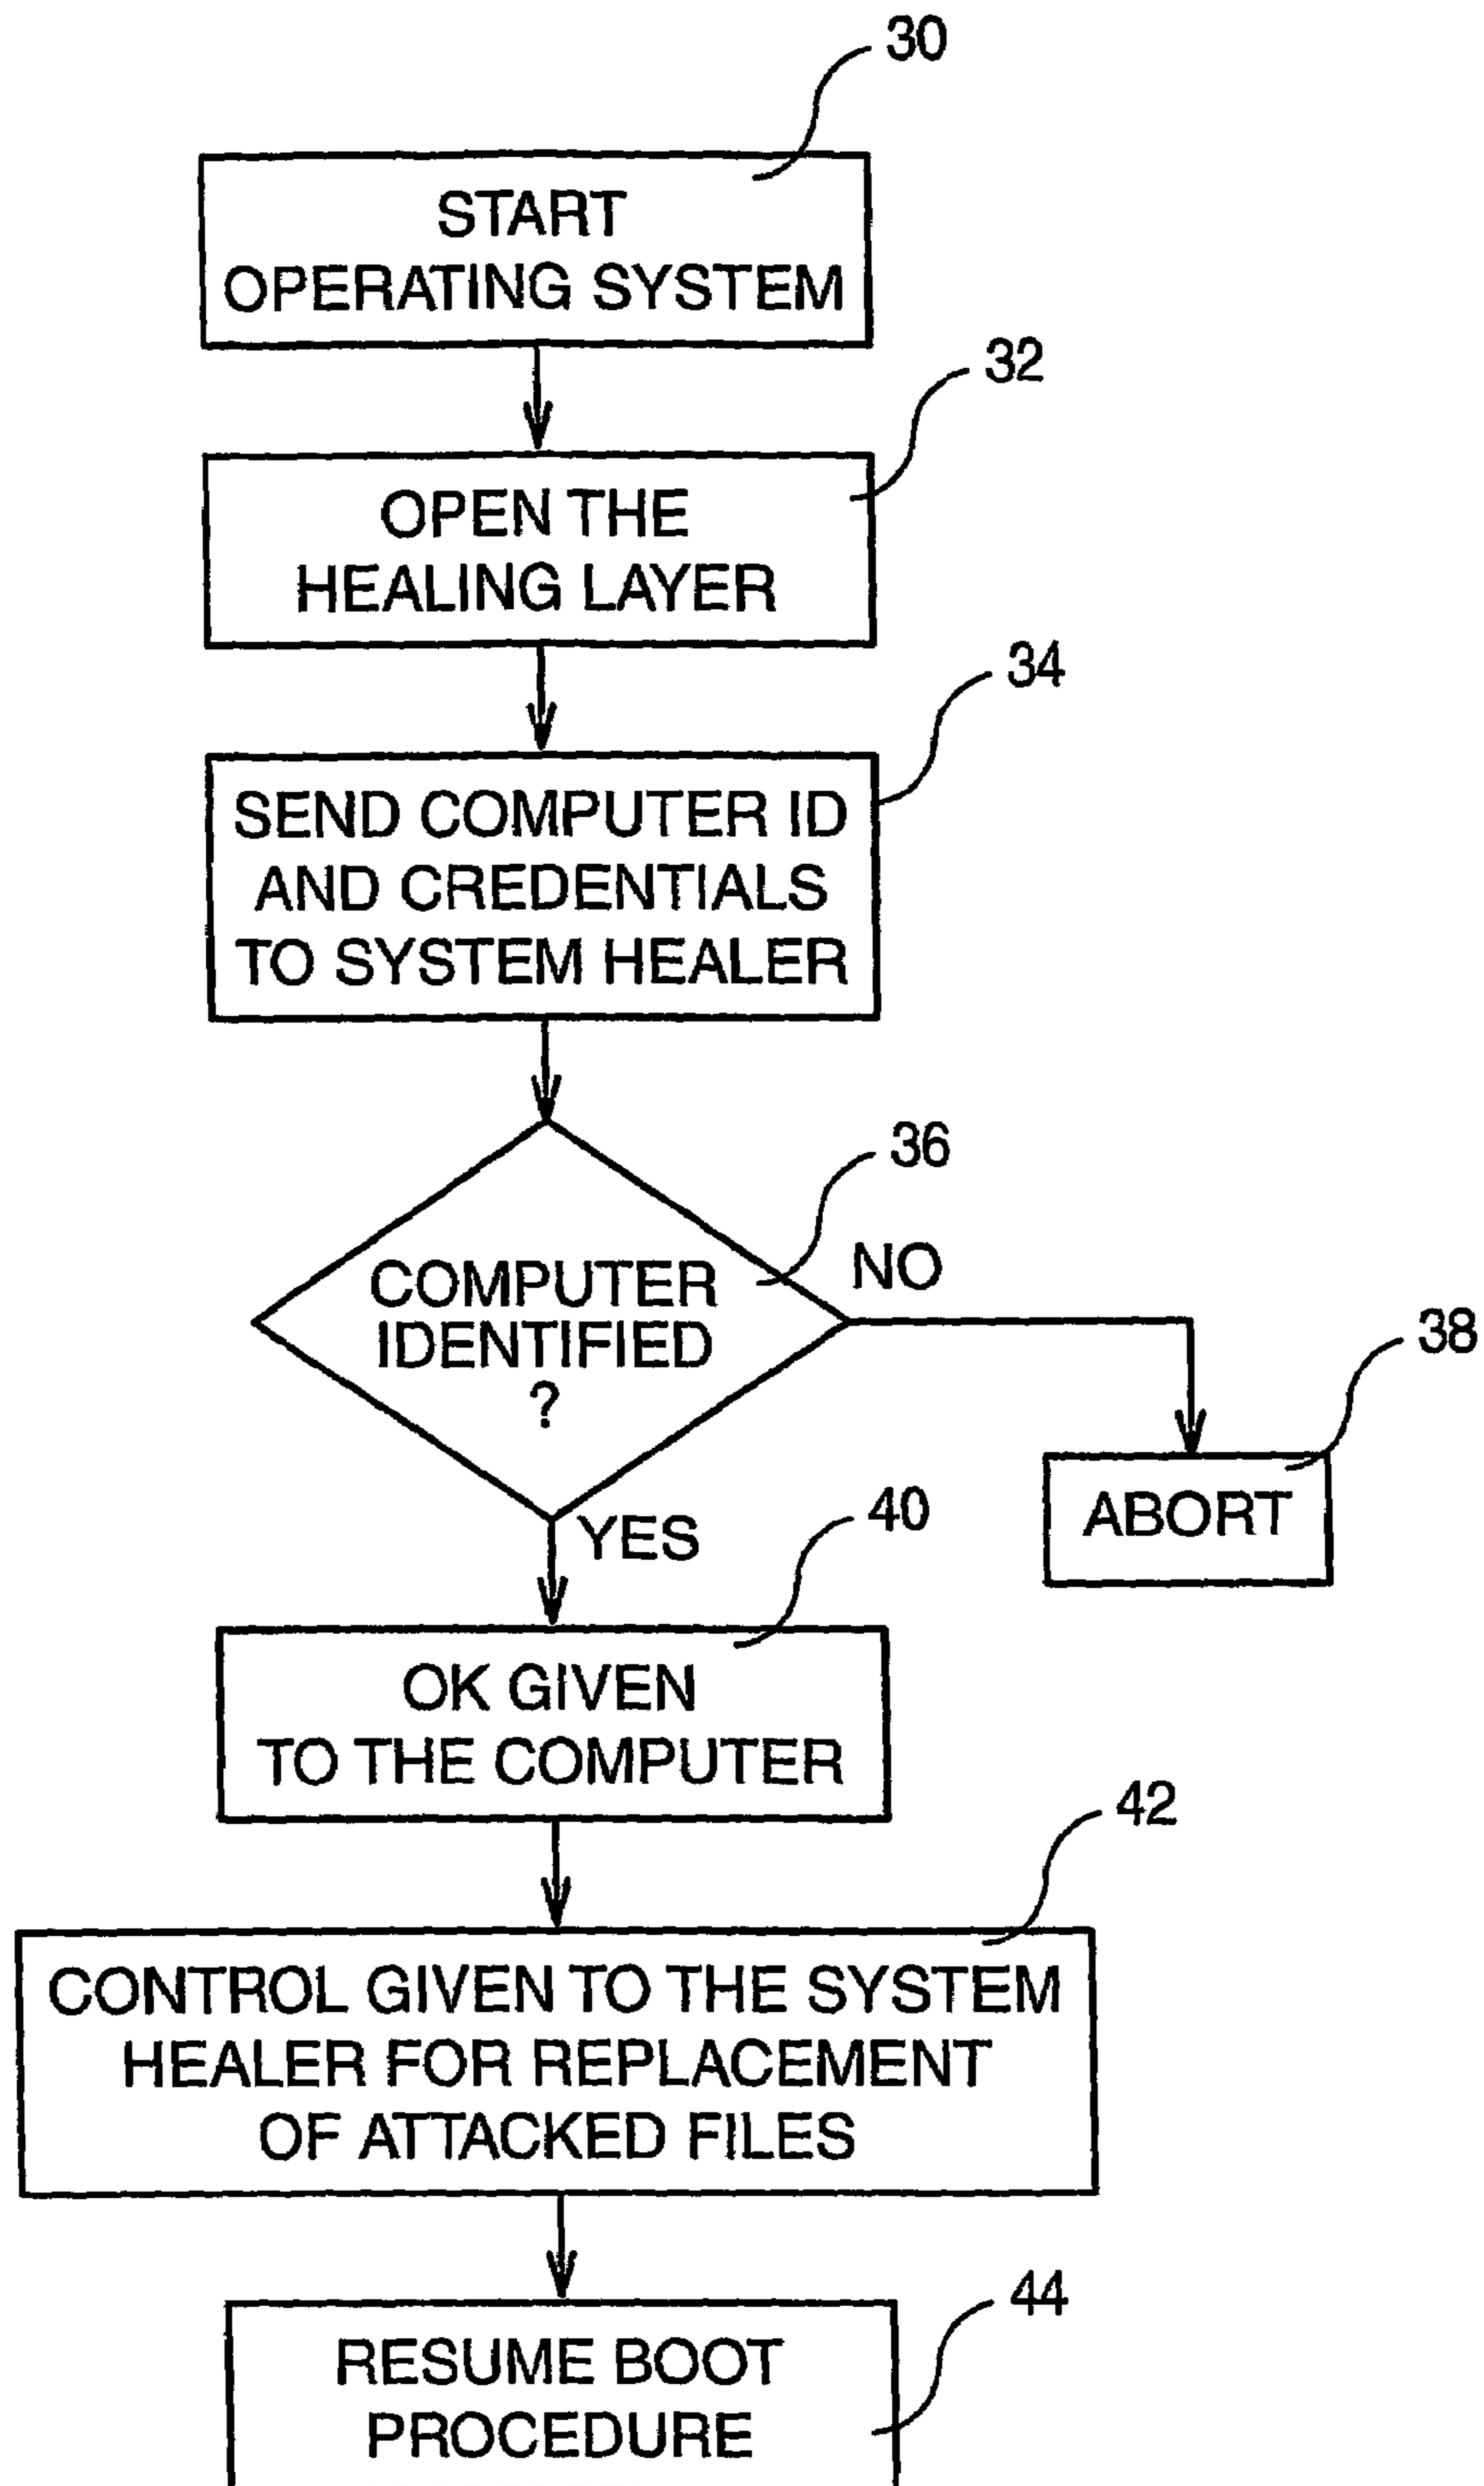 30
START
OPERATING SYSTEM
32
OPEN THE
HEALING LAYER
34
SEND COMPUTER ID
AND CREDENTIALS
TO SYSTEM HEALER
36
COMPUTER
IDENTIFIED
?
NO
38
ABORT
YES
40
OK GIVEN
TO THE COMPUTER
42
CONTROL GIVEN TO THE SYSTEM
HEALER FOR REPLACEMENT
OF ATTACKED FILES
44
RESUME BOOT
PROCEDURE